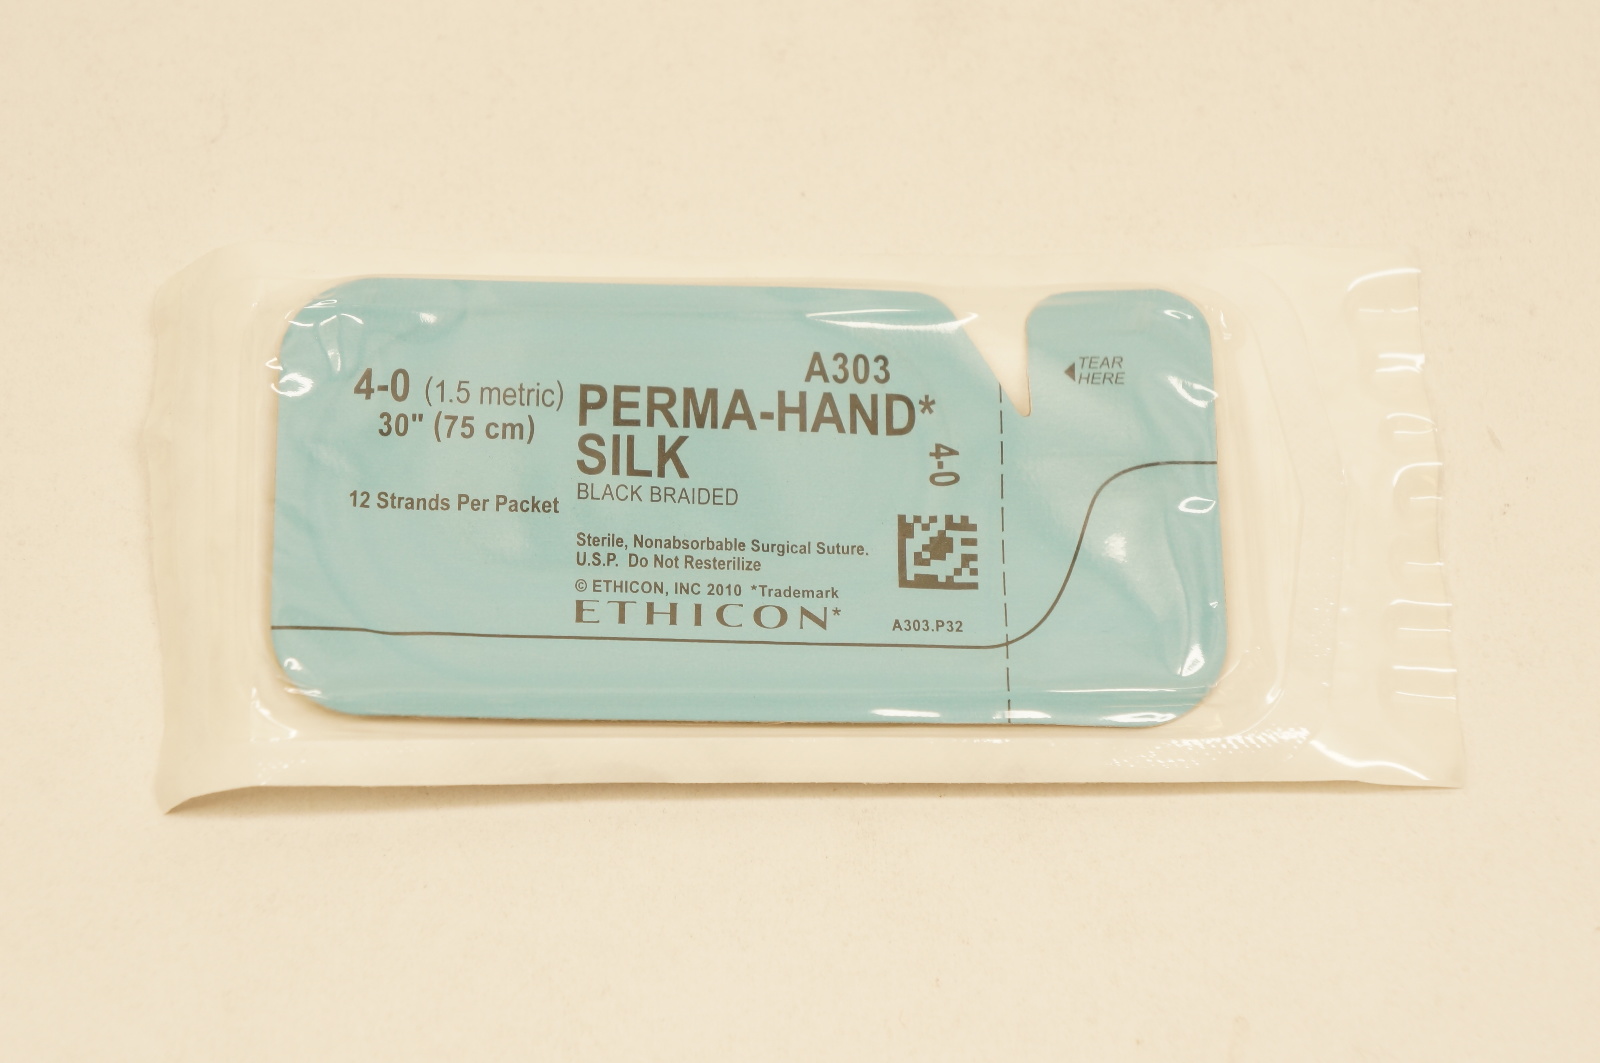 A303
4-0 (1.5 metric)
30" (75 cm)
12 Strands Per Packet
PERMA-HAND*
SILK
BLACK BRAIDED
Sterile, Nonabsorbable Surgical Suture.
U.S.P. Do Not Resterilize
© ETHICON, INC 2010 *Trademark
ETHICON*
4-0
A303.P32
TEAR
HERE